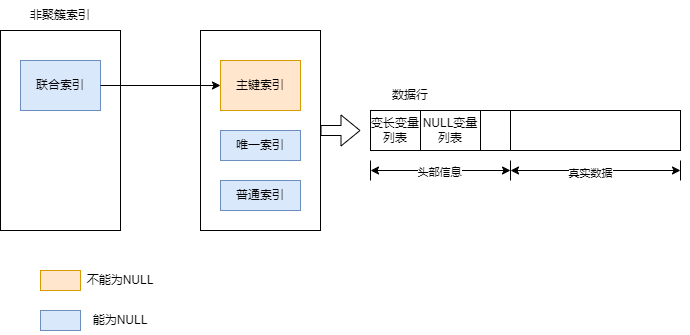 非聚簇索引
联合索引
主键索引
唯一索引
普通索引
数据行
变长变量
列表
NULL变量
列表
头部信息
真实数据
不能为NULL
能为NULL